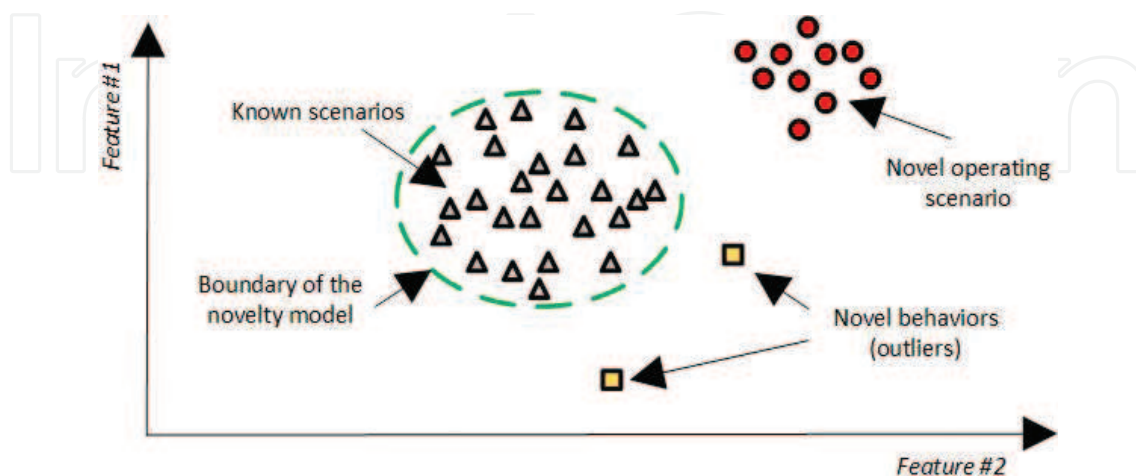 Feature #1
Known scenarios
Novel operating
scenario
Boundary of the
novelty model
Novel behaviors
(outliers)
Feature #2